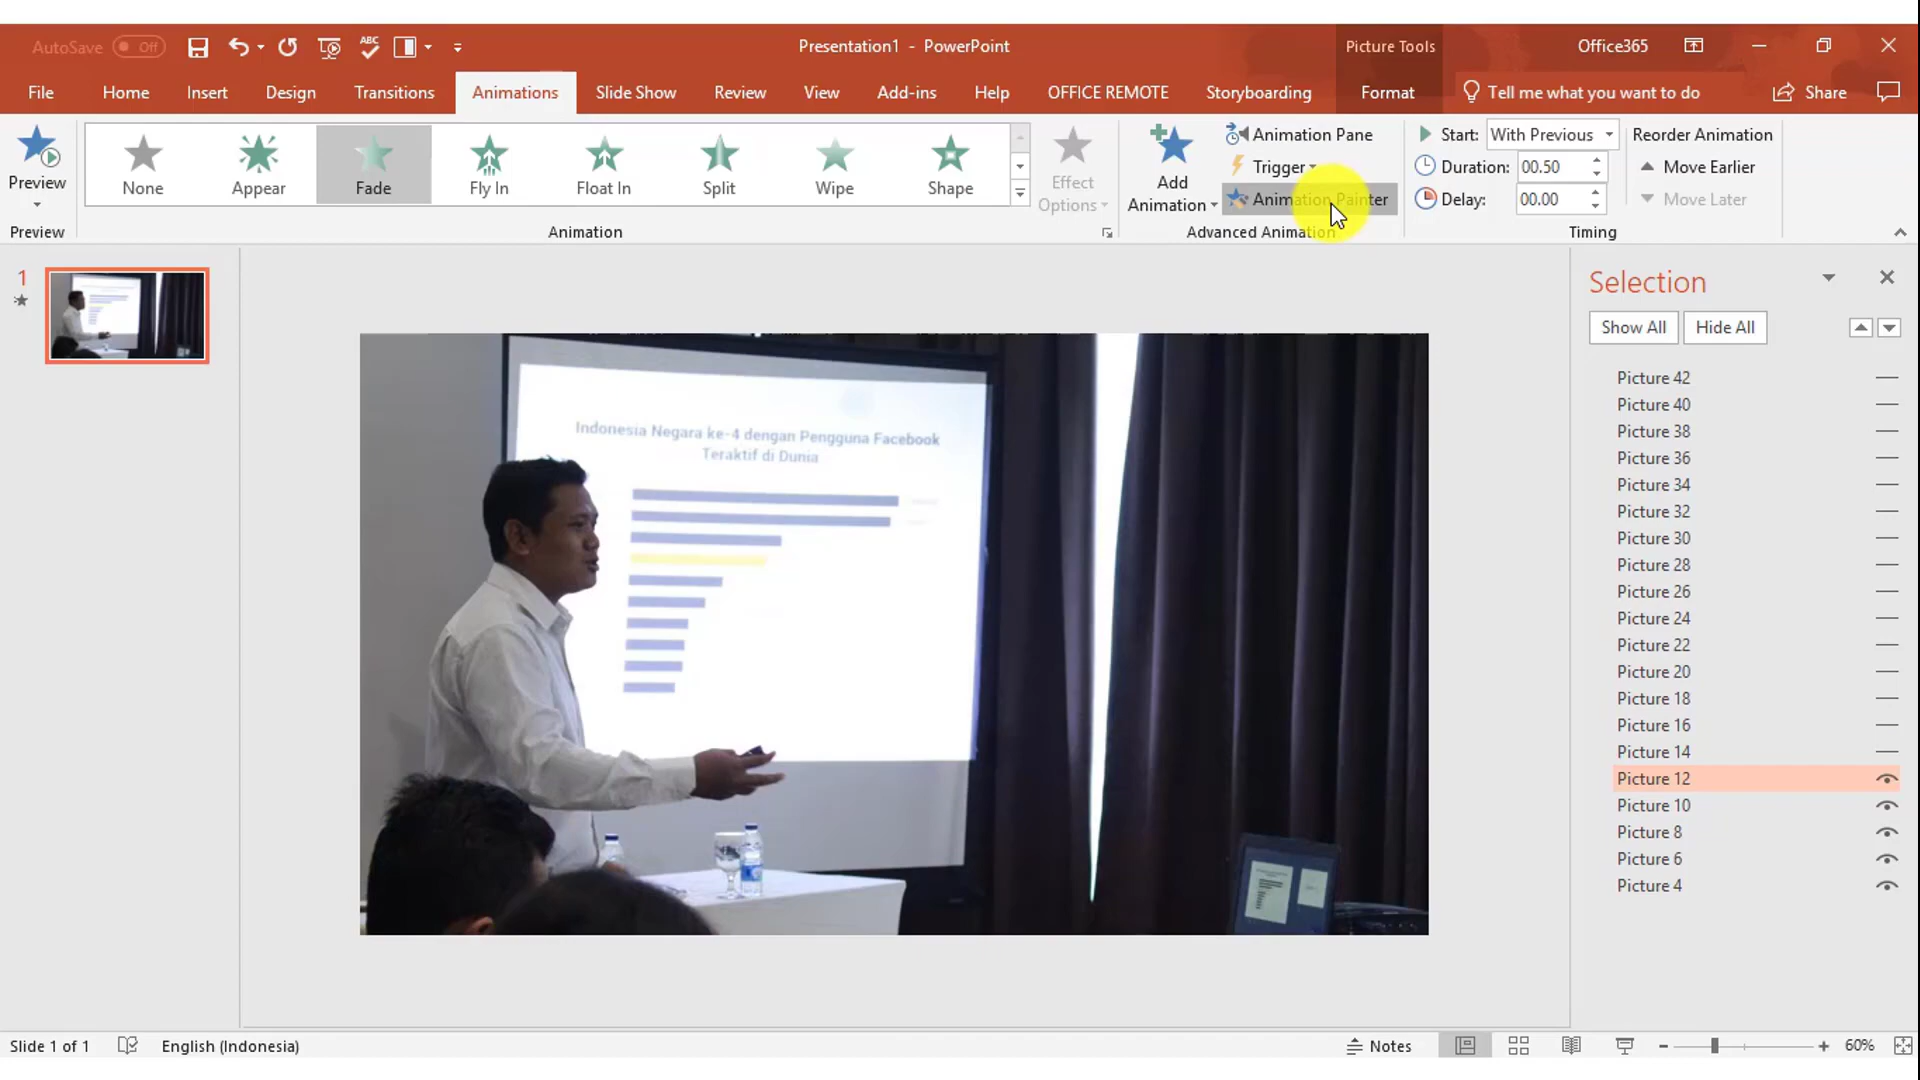 AutoSave Off
ABC
Presentation1 - PowerPoint
Picture Tools
Office365
File
Home
Insert
Design
Transitions
Animations
Slide Show
Review
View
Add-ins
Help
OFFICE REMOTE
Storyboarding
Format
Tell me what you want to do
Share
Preview
None
Appear
Fade
Fly In
Float In
Split
Wipe
Shape
Effect
Options
Add
Animation
Animation Pane
Trigger
Animation Painter
Start: With Previous
Duration: 00.50
Delay: 00.00
Reorder Animation
Move Earlier
Move Later
Preview
Animation
Advanced Animation
Timing
1
Indonesia Negara ke-4 dengan Pengguna Facebook
Teraktif di Dunia
Selection
Show All
Hide All
Picture 42
Picture 40
Picture 38
Picture 36
Picture 34
Picture 32
Picture 30
Picture 28
Picture 26
Picture 24
Picture 22
Picture 20
Picture 18
Picture 16
Picture 14
Picture 12
Picture 10
Picture 8
Picture 6
Picture 4
Slide 1 of 1
English (Indonesia)
Notes
60%